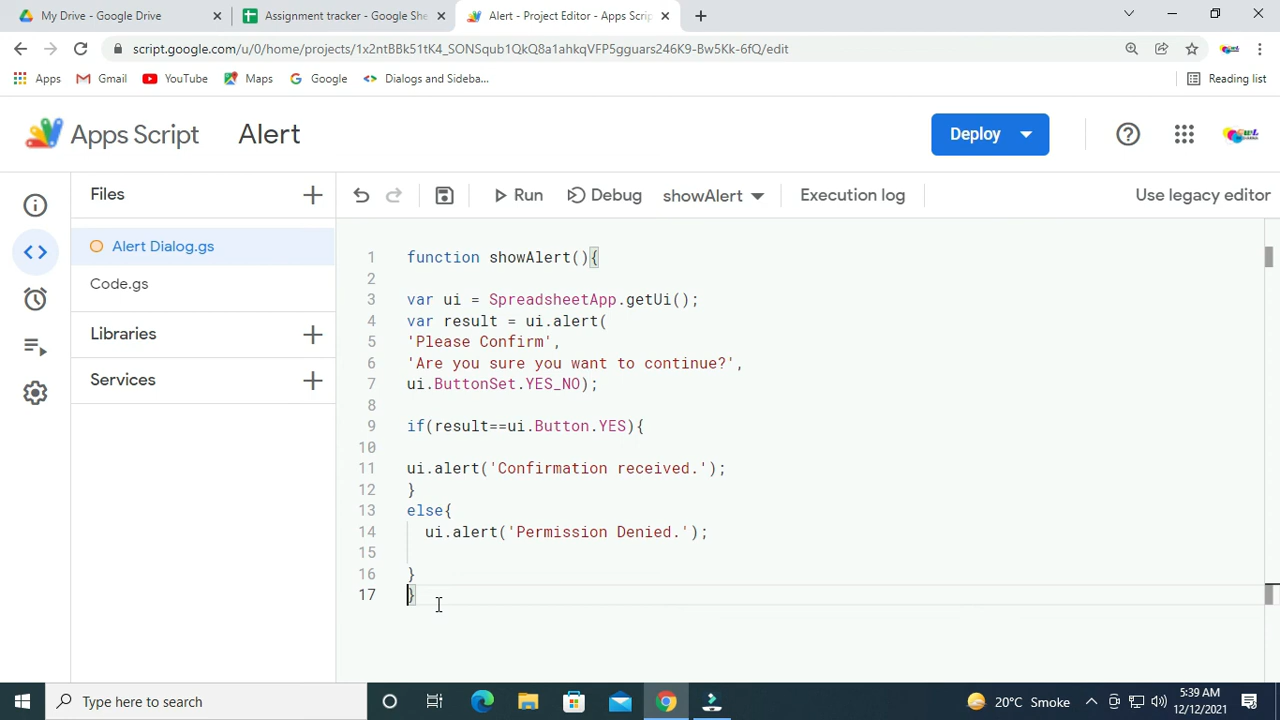 My Drive - Google Drive
Assignment tracker - Google She
Alert - Project Editor - Apps Scrip
script.google.com/u/0/home/projects/1x2ntBBk51tK4_SONSqub1QkQ8a1ahkqVFP5gguars246K9-Bw5Kk-6fQ/edit
Apps
Gmail
YouTube
Maps
Google
Dialogs and Sideba...
Reading list
Apps Script
Alert
Deploy
Files
Run
Debug
showAlert
Execution log
Use legacy editor
Alert Dialog.gs
Code.gs
Libraries
Services
1 function showAlert(){
2
3 var ui = SpreadsheetApp.getUi();
4 var result = ui.alert(
5 'Please Confirm',
6 'Are you sure you want to continue?',
7 ui.ButtonSet.YES_NO);
8
9 if(result==ui.Button.YES){
10
11 ui.alert('Confirmation received.');
12 }
13 else{
14 ui.alert('Permission Denied.');
15
16 }
17 }
Type here to search
20°C Smoke
5:39 AM
12/12/2021